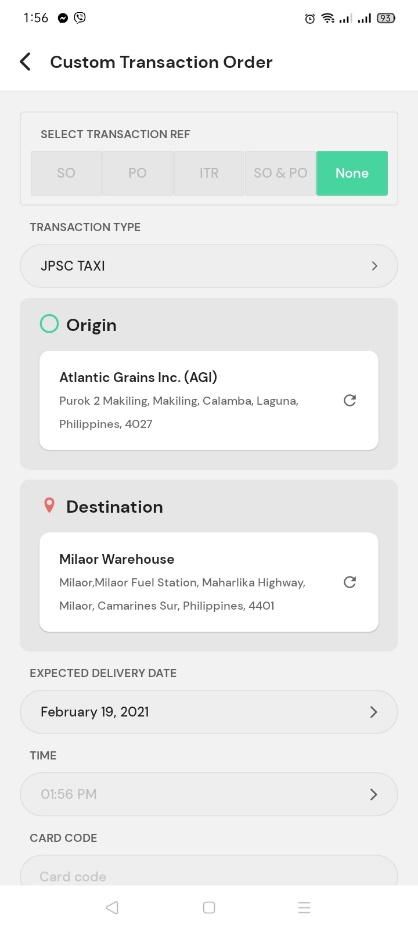 1:56
93
Custom Transaction Order
SELECT TRANSACTION REF
SO PO ITR SO & PO None
TRANSACTION TYPE
JPSC TAXI
Origin
Atlantic Grains Inc. (AGI)
Purok 2 Makiling, Makiling, Calamba, Laguna,
Philippines, 4027
Destination
Milaor Warehouse
Milaor,Milaor Fuel Station, Maharlika Highway,
Milaor, Camarines Sur, Philippines, 4401
EXPECTED DELIVERY DATE
February 19, 2021
TIME
01:56 PM
CARD CODE
Card code